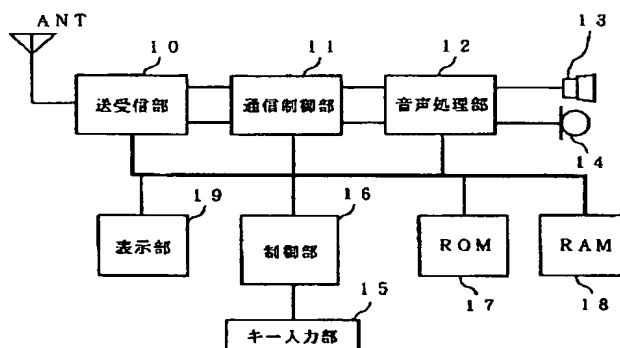 ANT
10
11
12
13
送受信部
通信制御部
音声処理部
14
19
16
表示部
制御部
ROM
RAM
17
18
15
キー入力部